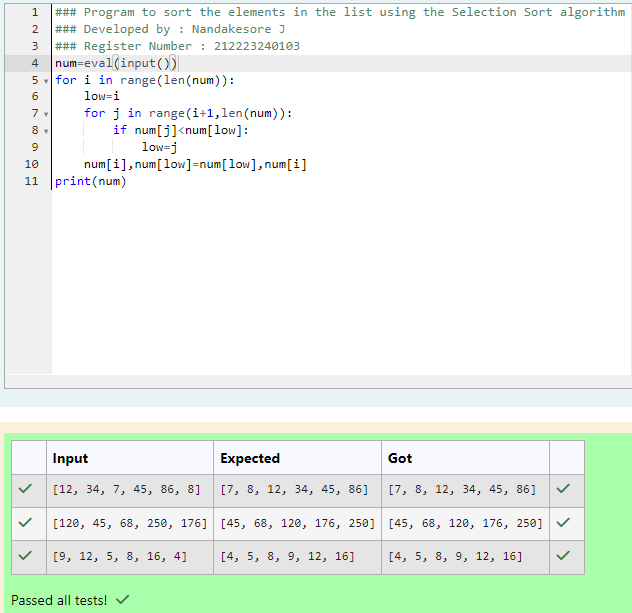 1 ### Program to sort the elements in the list using the Selection Sort algorithm
2 ### Developed by : Nandakesore J
3 ### Register Number : 212223240103
4 num=eval(input())
5 for i in range(len(num)):
6     low=i
7     for j in range(i+1,len(num)):
8         if num[j]<num[low]:
9             low=j
10     num[i],num[low]=num[low],num[i]
11 print(num)
Input Expected Got
[12, 34, 7, 45, 86, 8] [7, 8, 12, 34, 45, 86] [7, 8, 12, 34, 45, 86]
[120, 45, 68, 250, 176] [45, 68, 120, 176, 250] [45, 68, 120, 176, 250]
[9, 12, 5, 8, 16, 4] [4, 5, 8, 9, 12, 16] [4, 5, 8, 9, 12, 16]
Passed all tests!